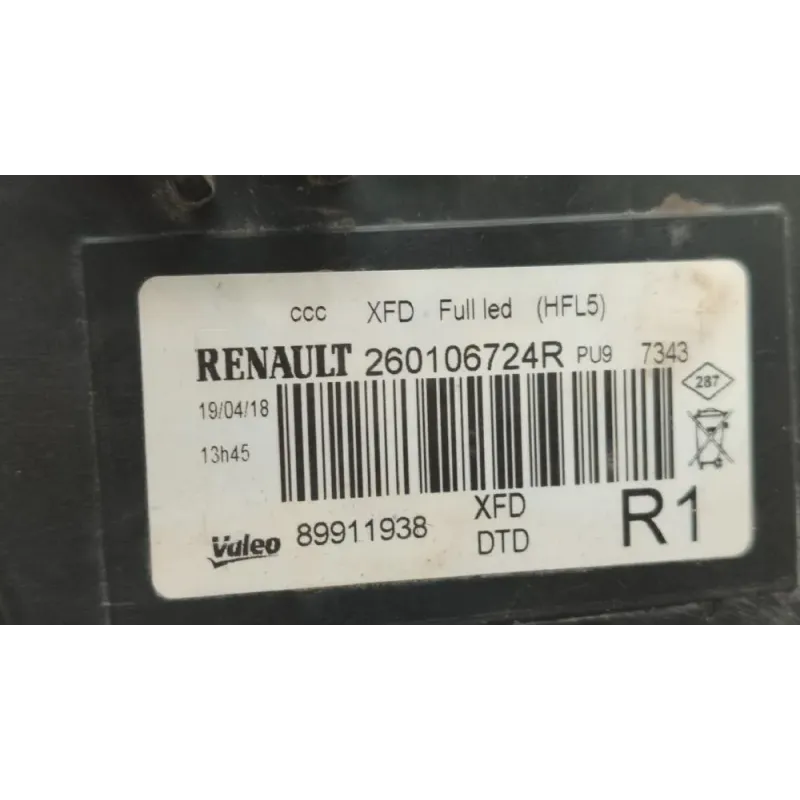 ccc XFD Full led (HFL5)
RENAULT 260106724R PU9 7343
287
19/04/18
13h45
Valeo 89911938 XFD
DTD
R1